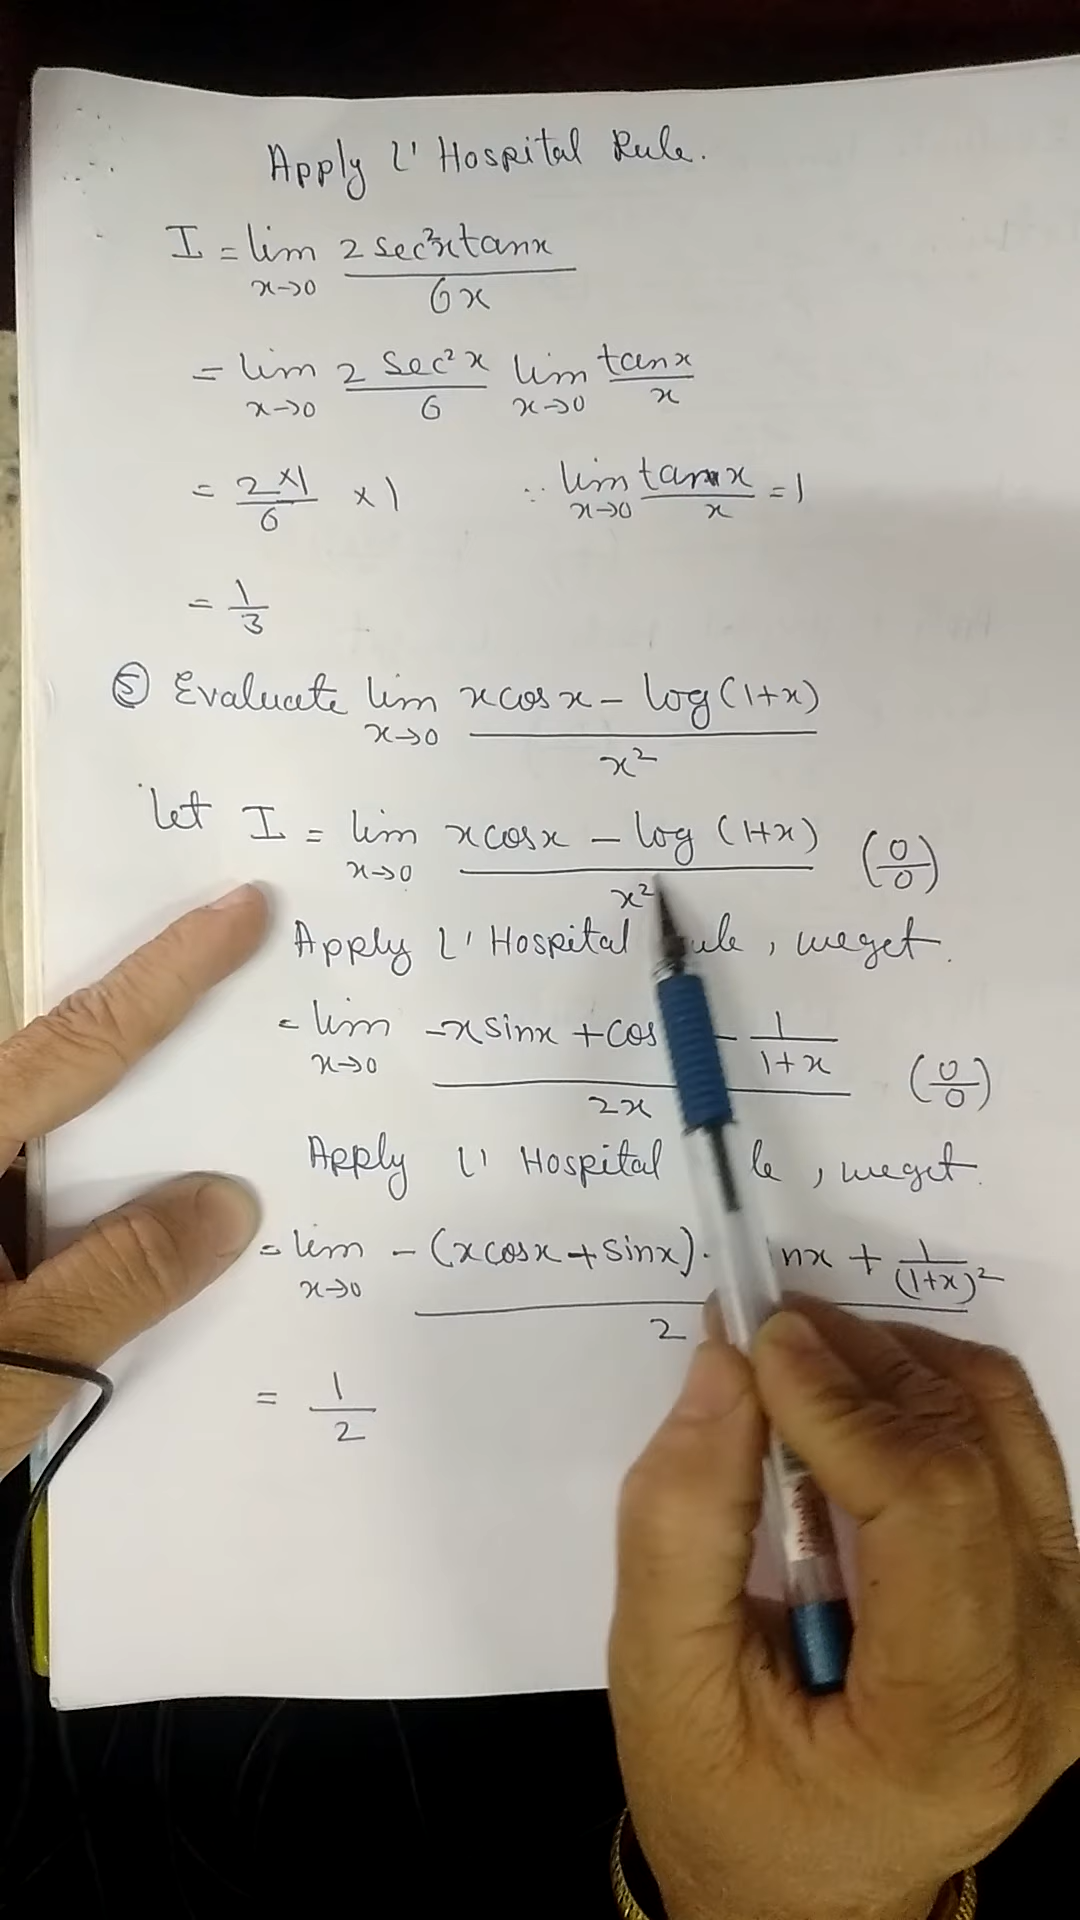 Apply L' Hospital Rule.
I = lim x→0 2 sec²x tanx / 6x
= lim x→0 2 Sec² x / 6 lim x→0 tanx / x
= 2×1 / 6 ×1 ∵ lim x→0 tanx / x = 1
= 1/3
⑤ Evaluate lim x→0 xcosx - log(1+x) / x²
Let I = lim x→0 xcosx - log (1+x) / x² (0/0)
Apply L' Hospital ule, weget.
= lim x→0 -xsinx + cos - 1/1+x / 2x (0/0)
Apply L' Hospital le, weget.
= lim x→0 - (xcosx + sinx) - nx + 1/(1+x)² / 2
= 1/2